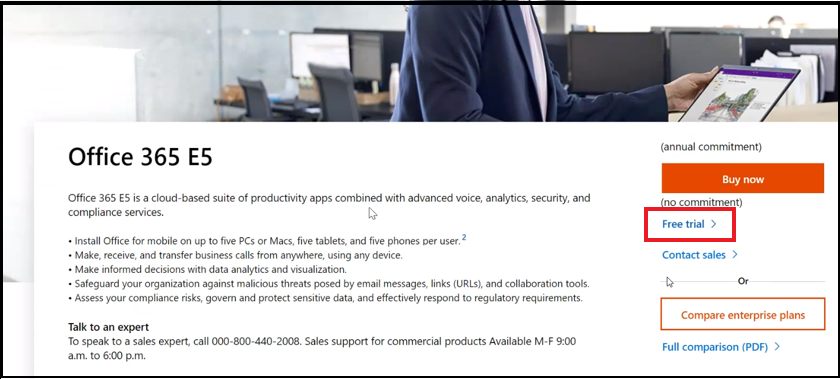 Office 365 E5
Office 365 E5 is a cloud-based suite of productivity apps combined with advanced voice, analytics, security, and
compliance services.
• Install Office for mobile on up to five PCs or Macs, five tablets, and five phones per user.2
• Make, receive, and transfer business calls from anywhere, using any device.
• Make informed decisions with data analytics and visualization.
• Safeguard your organization against malicious threats posed by email messages, links (URLs), and collaboration tools.
• Assess your compliance risks, govern and protect sensitive data, and effectively respond to regulatory requirements.
Talk to an expert
To speak to a sales expert, call 000-800-440-2008. Sales support for commercial products Available M-F 9:00
a.m. to 6:00 p.m.
(annual commitment)
Buy now
(no commitment)
Free trial
Contact sales
Or
Compare enterprise plans
Full comparison (PDF)